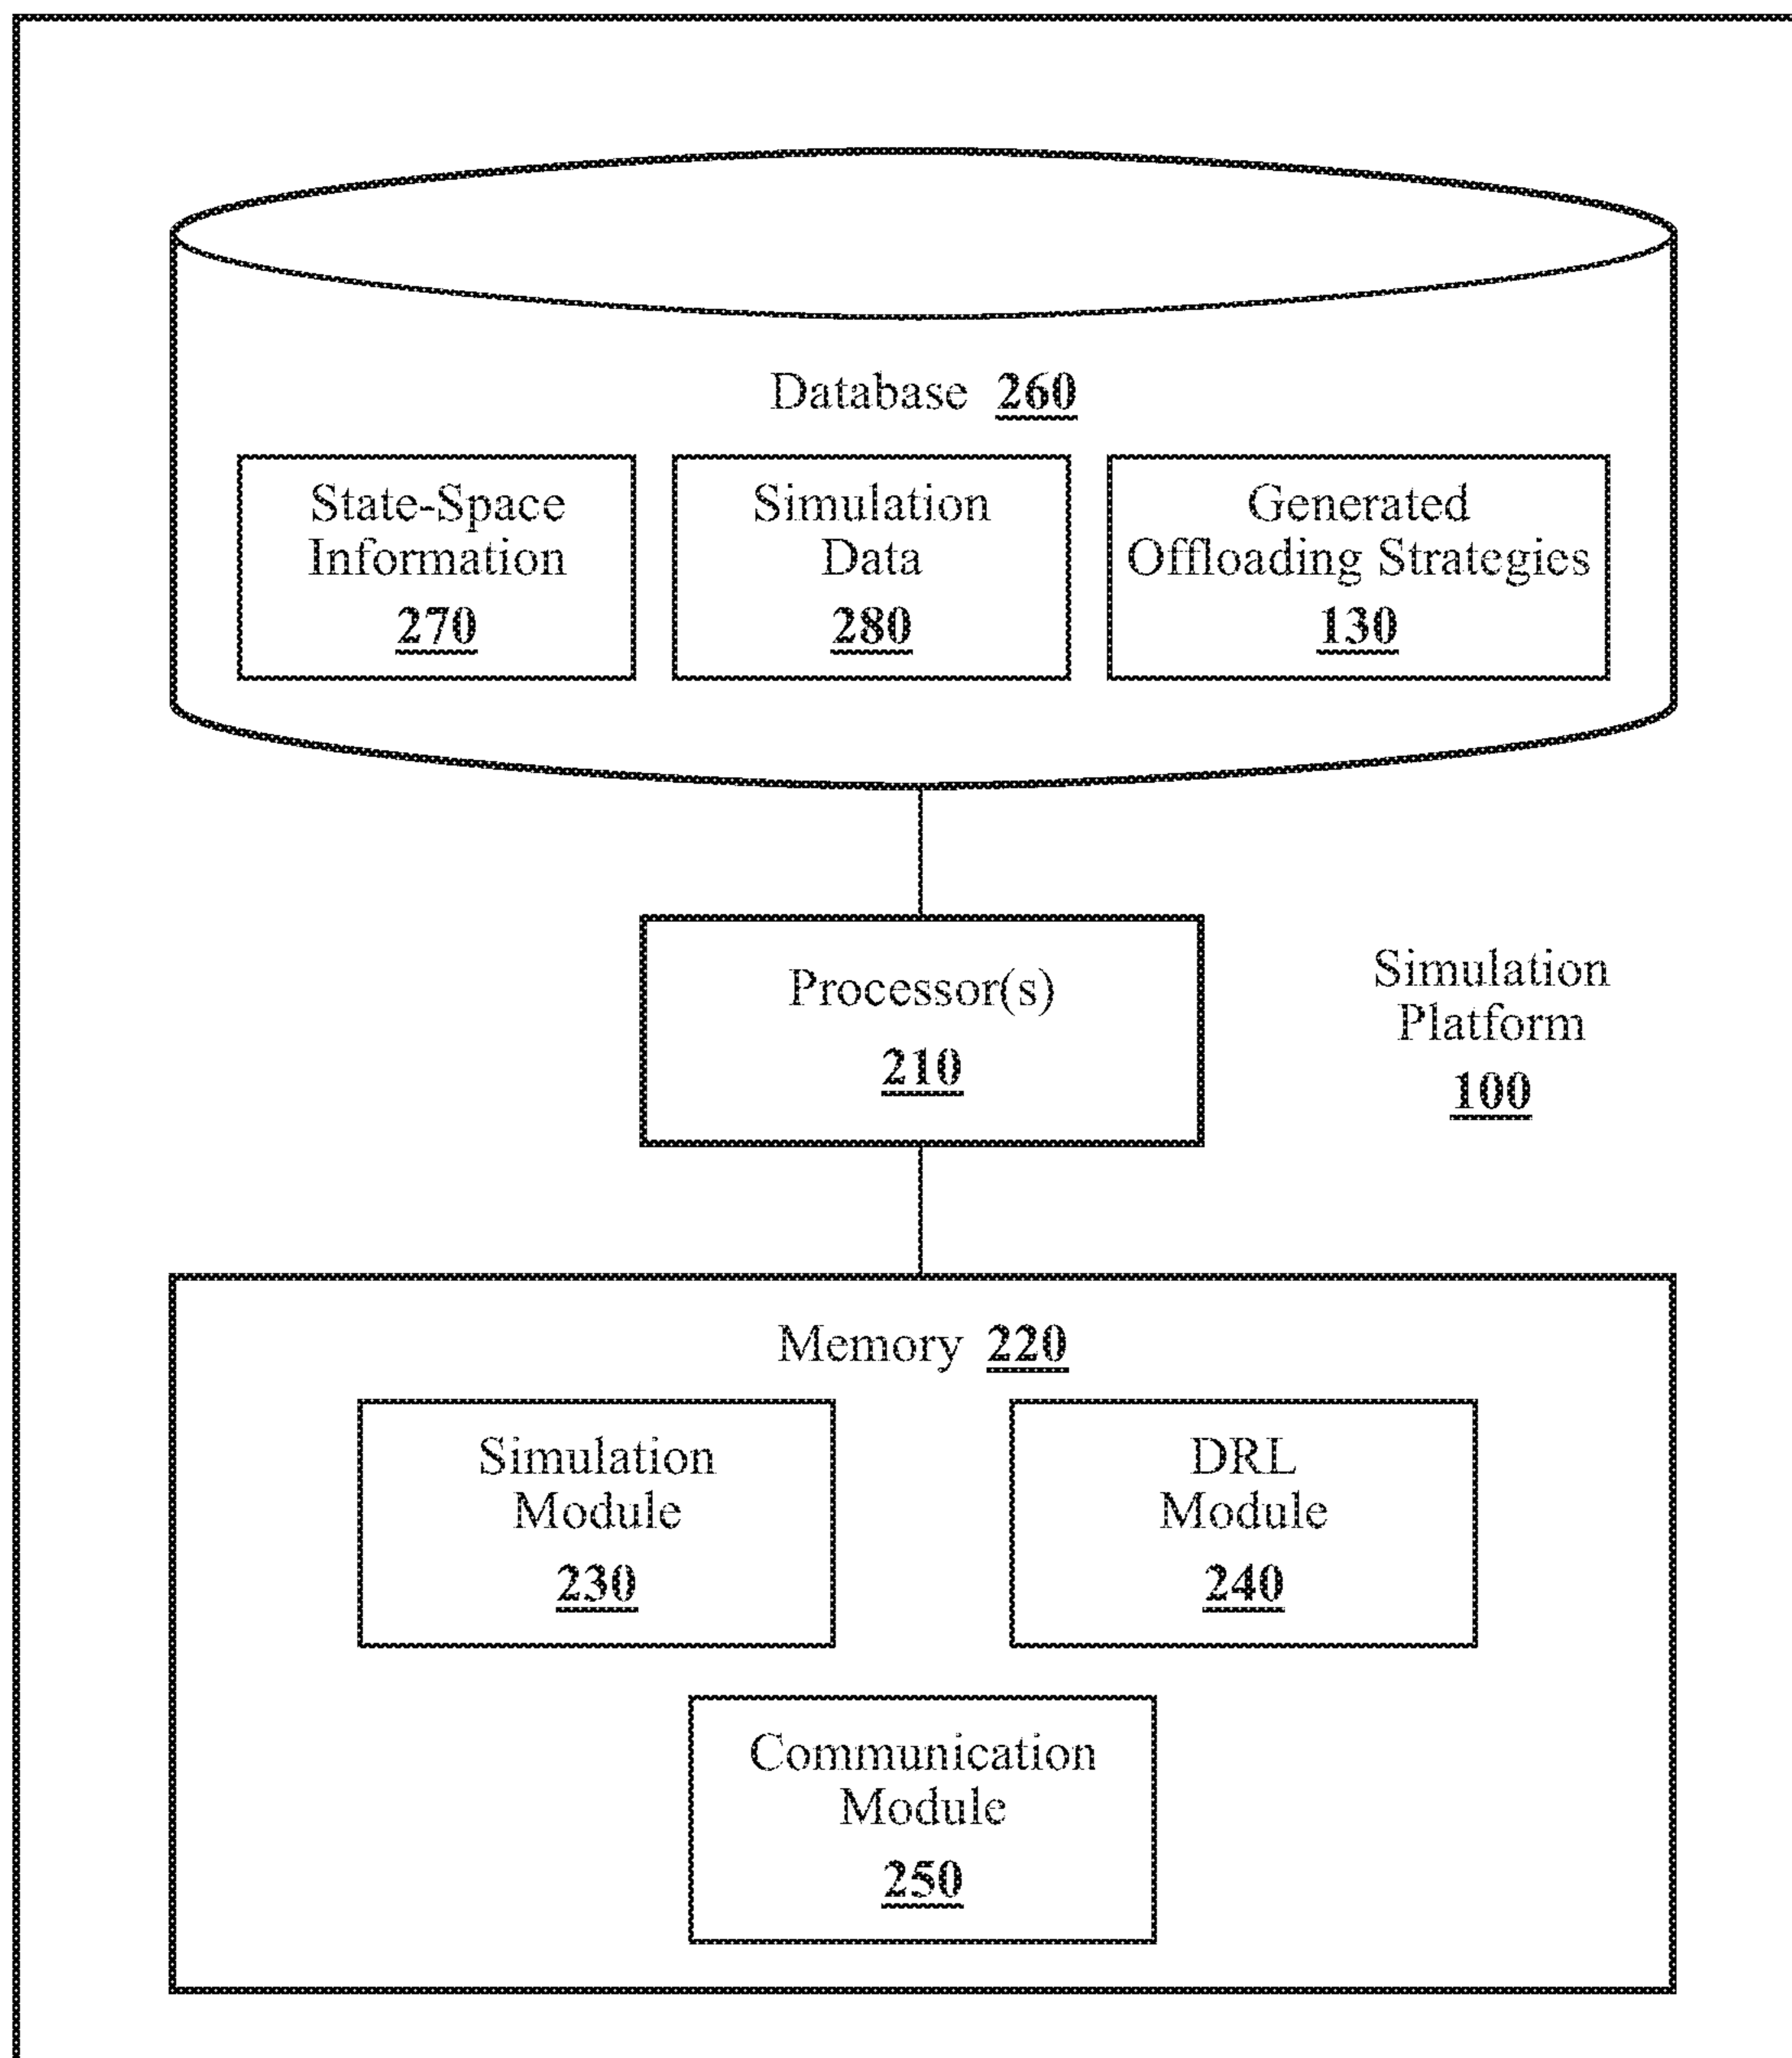 Database 260
State-Space
Information
270
Simulation
Data
280
Generated
Offloading Strategies
130
Processor(s)
210
Simulation
Platform
100
Memory 220
Simulation
Module
230
DRL
Module
240
Communication
Module
250